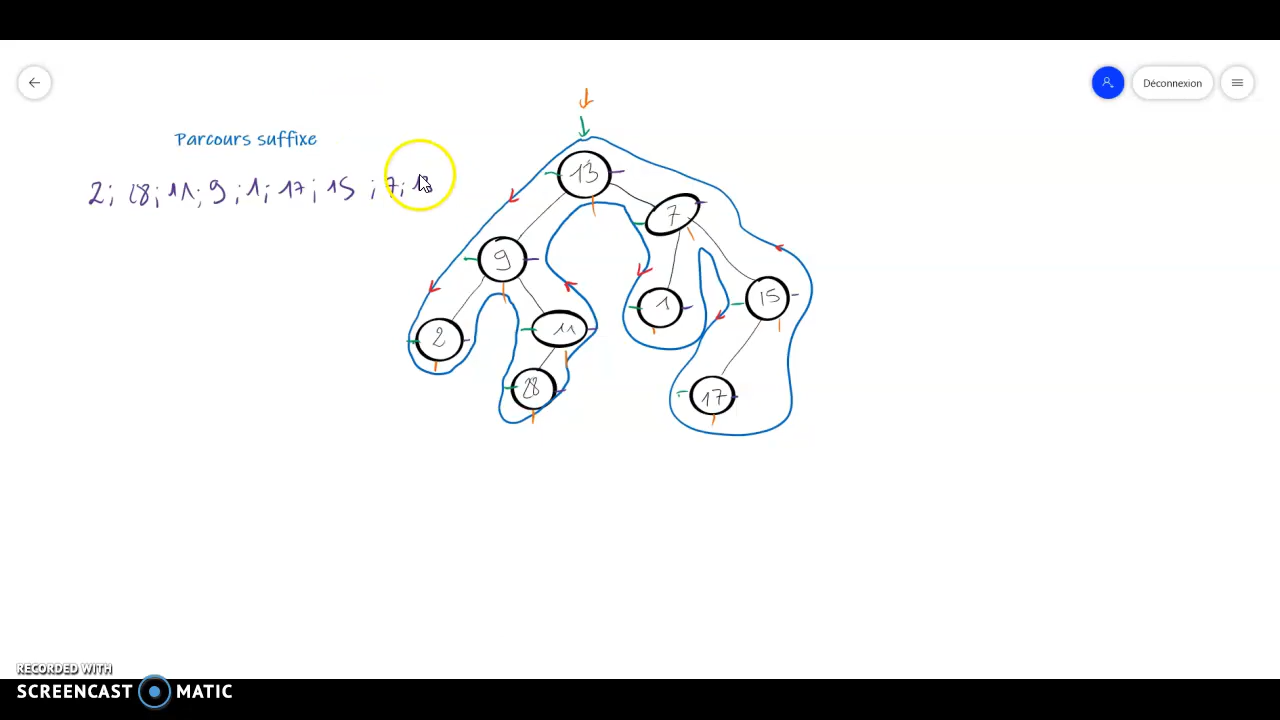 Déconnexion
Parcours suffixe
2; 28; 11; 9; 1; 17; 15; 7; 13
13
7
9
15
1
2
11
28
17
RECORDED WITH
SCREENCAST MATIC